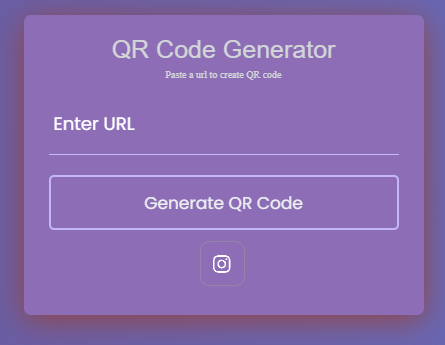 QR Code Generator
Paste a url to create QR code
Enter URL
Generate QR Code